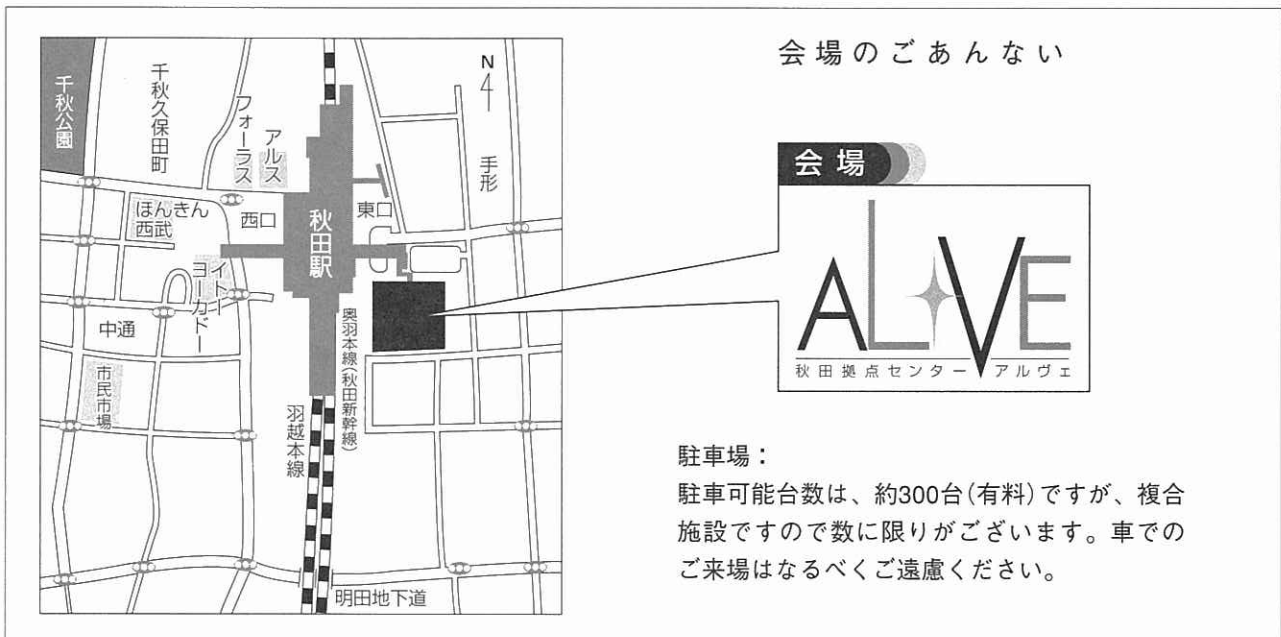 会場のごあんない
会場
ALVE
秋田拠点センター アルヴェ
駐車場：
駐車可能台数は、約300台(有料)ですが、複合
施設ですので数に限りがございます。車での
ご来場はなるべくご遠慮ください。
千秋公園
千秋久保田町
フォーラス
アルス
N
手形
ほんきん
西武
西口
秋田駅
東口
イトー
ヨーカドー
中通
市民市場
羽越本線
奥羽本線(秋田新幹線)
明田地下道